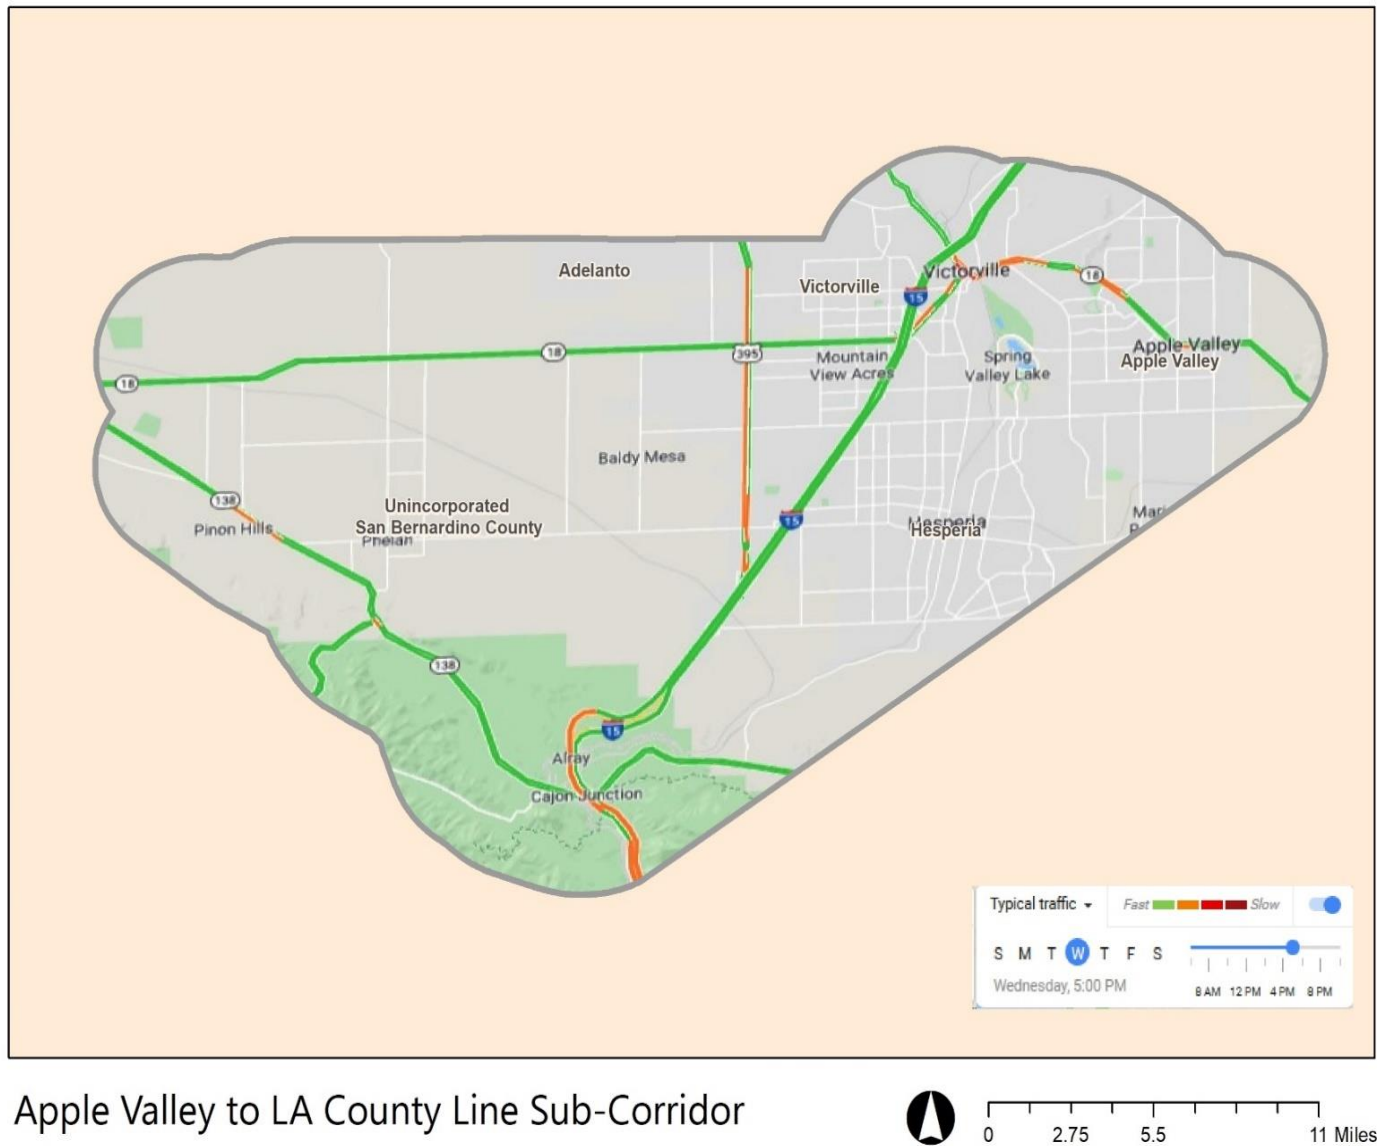 Adelanto
Victorville
Victorville
15
18
18
18
395
Mountain
View Acres
Spring
Valley Lake
Apple Valley
Apple Valley
Baldy Mesa
138
Pinon Hills
Unincorporated
San Bernardino County
Phelan
15
Hesperia
Hesperia
138
15
Alray
Cajon Junction
Typical traffic
Fast
Slow
S M T W T F S
Wednesday, 5:00 PM
8 AM 12 PM 4 PM 8 PM
Apple Valley to LA County Line Sub-Corridor
0 2.75 5.5 11 Miles